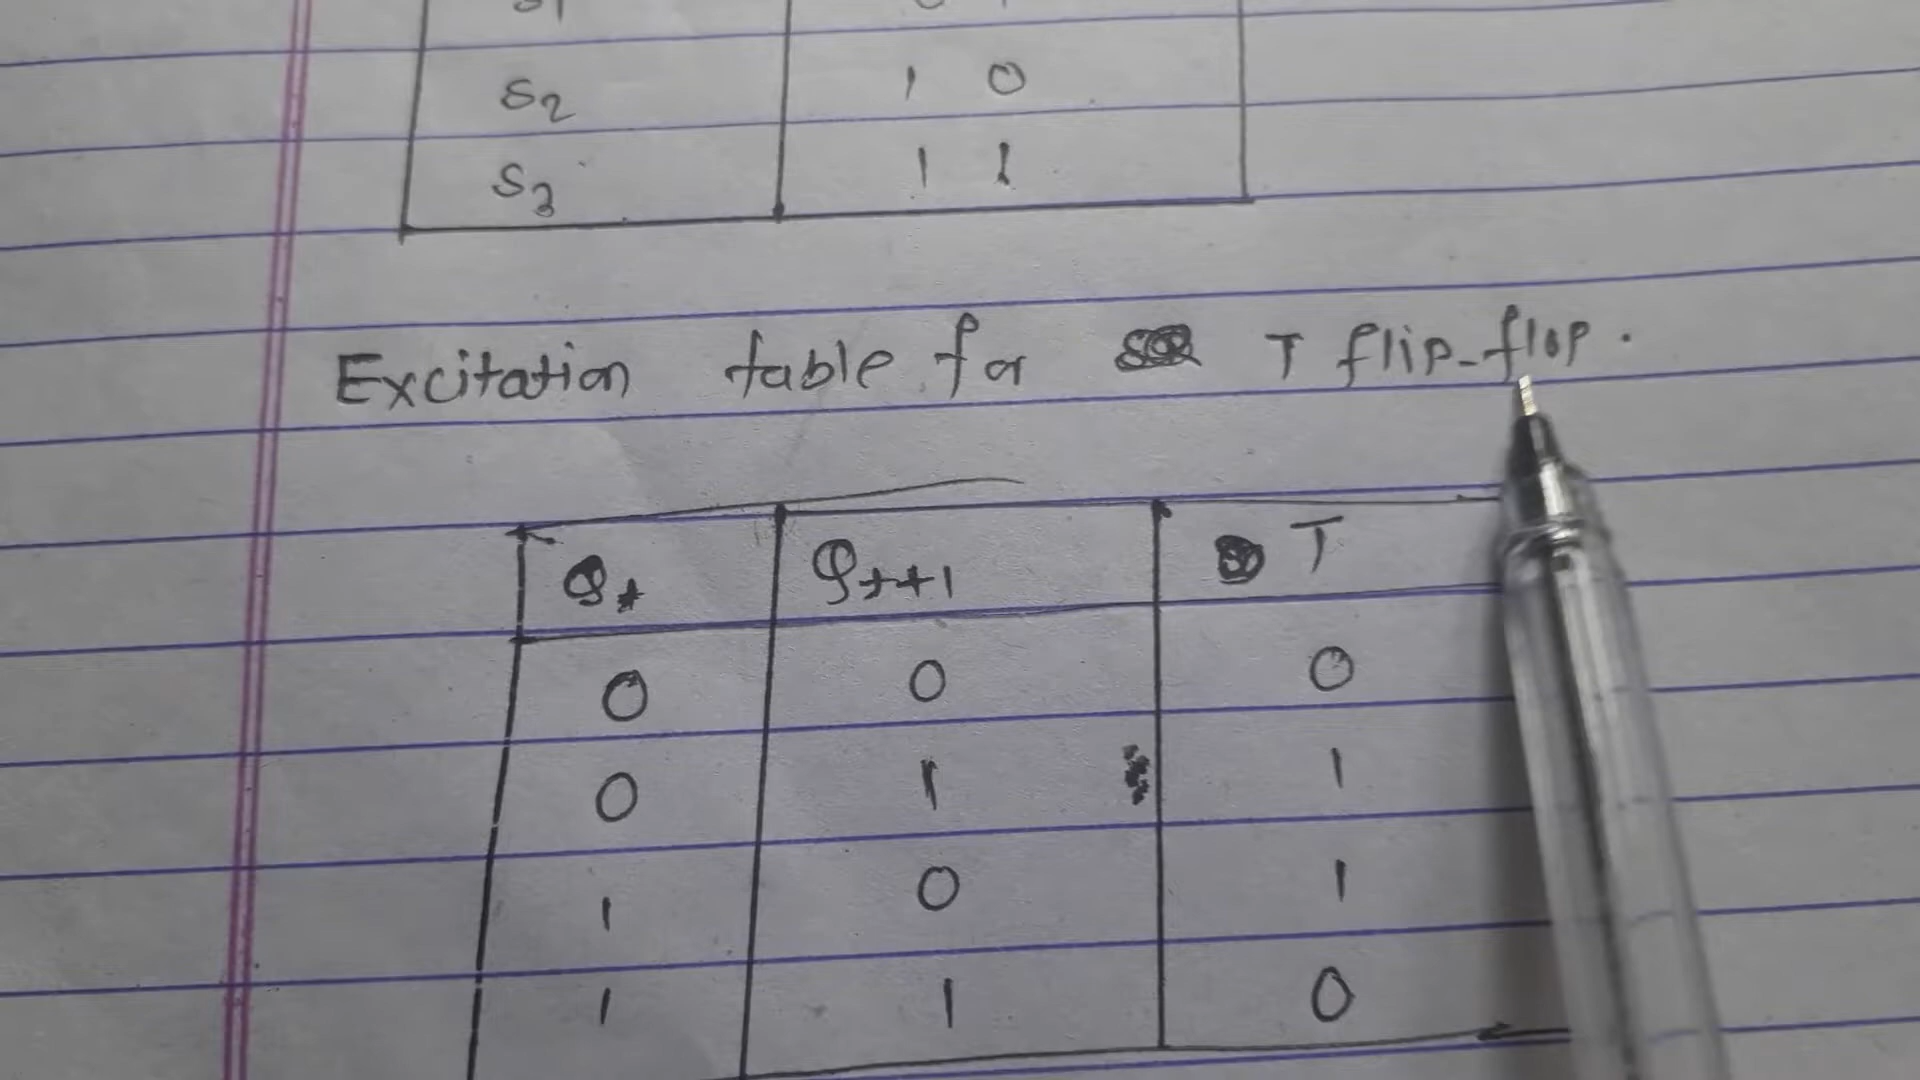 S2 1 0
S3 1 1
Excitation table for T flip-flop.
Qt Qt+1 T
0 0 0
0 1 1
1 0 1
1 1 0